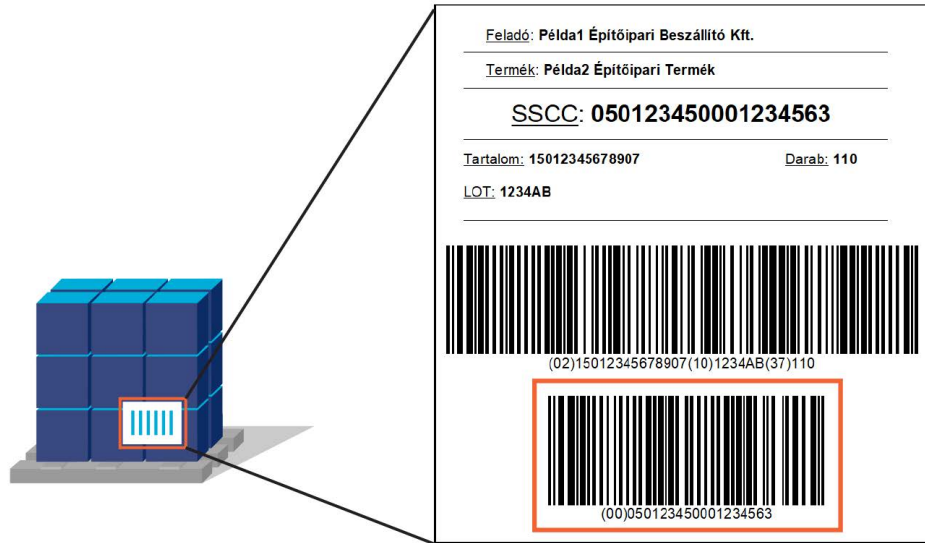 Feladó: Példa1 Építőipari Beszállító Kft.
Termék: Példa2 Építőipari Termék
SSCC: 050123450001234563
Tartalom: 15012345678907 Darab: 110
LOT: 1234AB
(02)15012345678907(10)1234AB(37)110
(00)050123450001234563